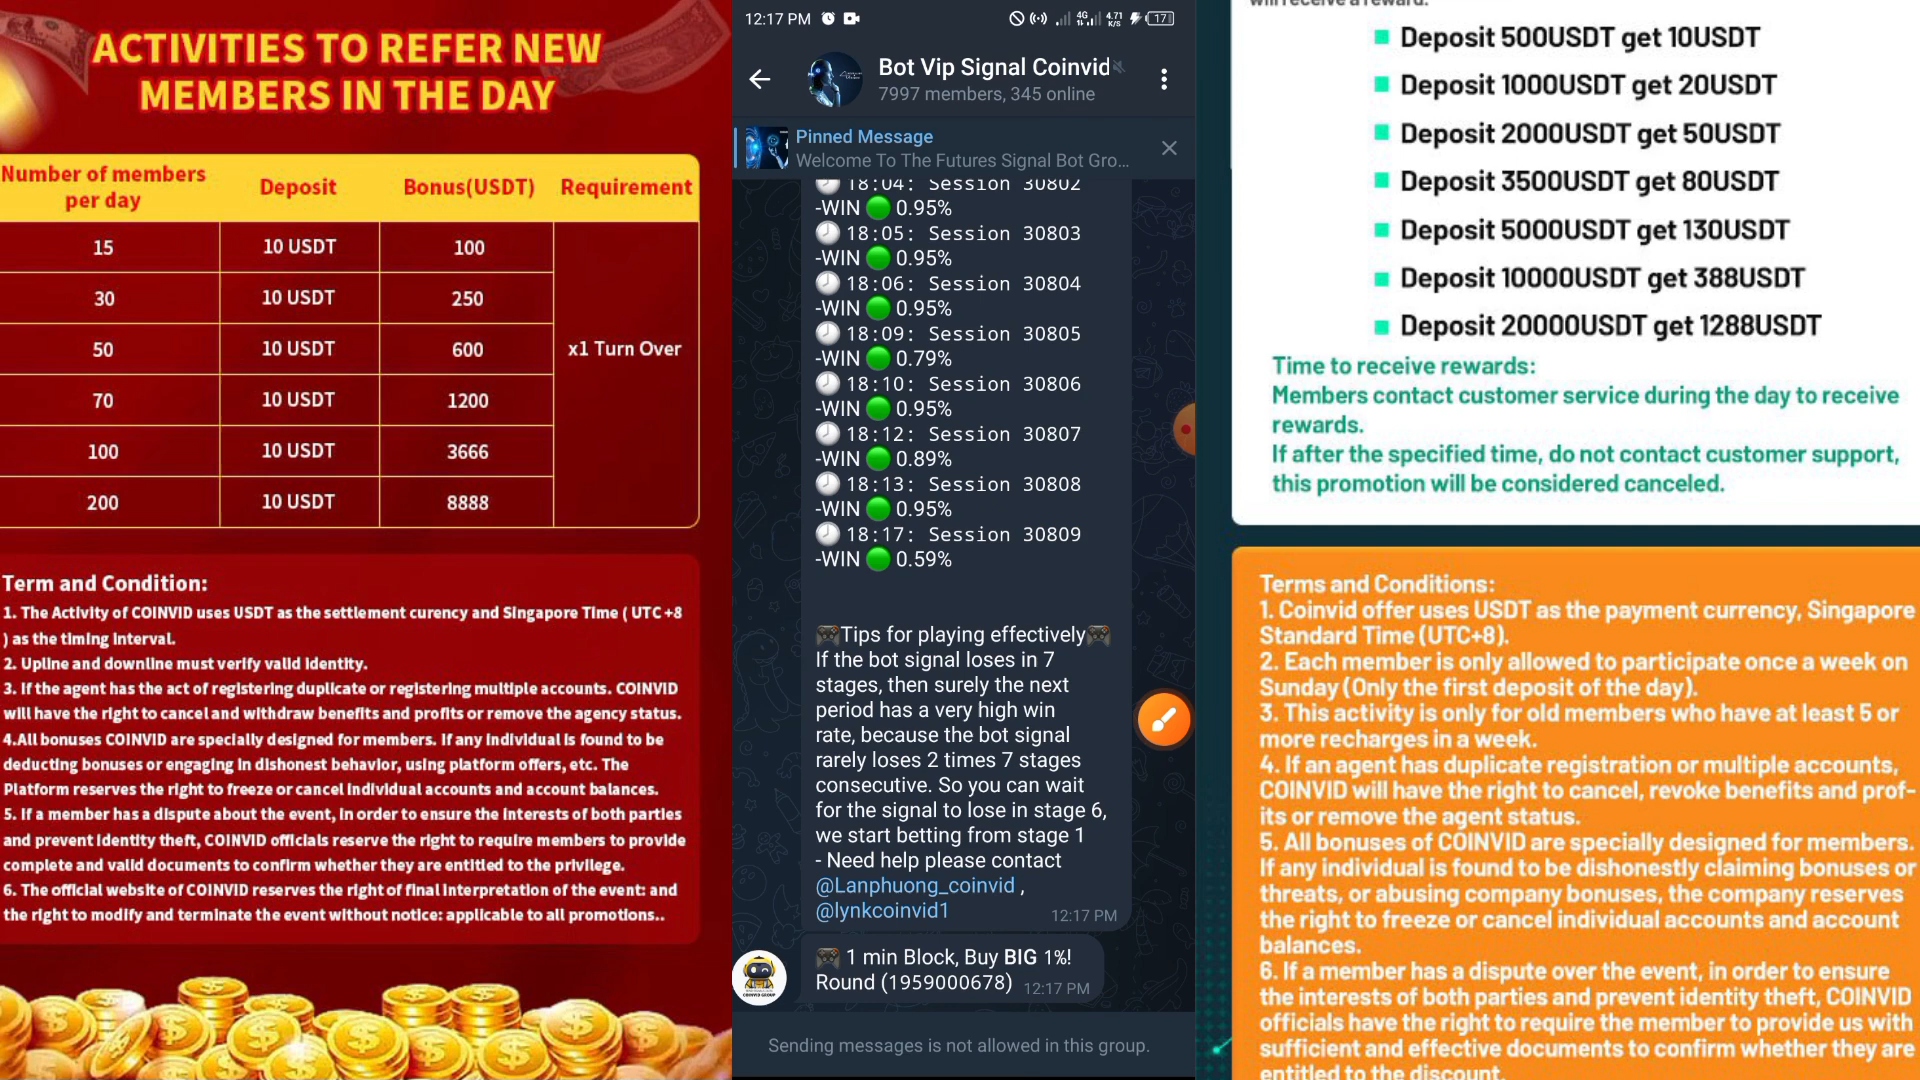 ACTIVITIES TO REFER NEW
MEMBERS IN THE DAY
Number of members
per day
Deposit
Bonus(USDT)
Requirement
15
10 USDT
100
30
10 USDT
250
50
10 USDT
600
x1 Turn Over
70
10 USDT
1200
100
10 USDT
3666
200
10 USDT
8888
Term and Condition:
1. The Activity of COINVID uses USDT as the settlement curency and Singapore Time ( UTC +8
) as the timing interval.
2. Upline and downline must verify valid identity.
3. If the agent has the act of registering duplicate or registering multiple accounts. COINVID
will have the right to cancel and withdraw benefits and profits or remove the agency status.
4.All bonuses COINVID are specially designed for members. If any individual is found to be
deducting bonuses or engaging in dishonest behavior, using platform offers, etc. The
Platform reserves the right to freeze or cancel individual accounts and account balances.
5. If a member has a dispute about the event, in order to ensure the interests of both parties
and prevent identity theft, COINVID officials reserve the right to require members to provide
complete and valid documents to confirm whether they are entitled to the privilege.
6. The official website of COINVID reserves the right of final interpretation of the event: and
the right to modify and terminate the event without notice: applicable to all promotions..
12:17 PM
4G
4.71
K/S
17
Bot Vip Signal Coinvid
7997 members, 345 online
Pinned Message
Welcome To The Futures Signal Bot Gro...
18:04: Session 30802
-WIN 🟢 0.95%
🕗 18:05: Session 30803
-WIN 🟢 0.95%
🕗 18:06: Session 30804
-WIN 🟢 0.95%
🕗 18:09: Session 30805
-WIN 🟢 0.79%
🕗 18:10: Session 30806
-WIN 🟢 0.95%
🕗 18:12: Session 30807
-WIN 🟢 0.89%
🕗 18:13: Session 30808
-WIN 🟢 0.95%
🕗 18:17: Session 30809
-WIN 🟢 0.59%
🎮Tips for playing effectively🎮
If the bot signal loses in 7
stages, then surely the next
period has a very high win
rate, because the bot signal
rarely loses 2 times 7 stages
consecutive. So you can wait
for the signal to lose in stage 6,
we start betting from stage 1
- Need help please contact
@Lanphuong_coinvid ,
@lynkcoinvid1
12:17 PM
🎮 1 min Block, Buy BIG 1%!
Round (1959000678)
12:17 PM
COINVID GROUP
Sending messages is not allowed in this group.
will receive a reward.
Deposit 500USDT get 10USDT
Deposit 1000USDT get 20USDT
Deposit 2000USDT get 50USDT
Deposit 3500USDT get 80USDT
Deposit 5000USDT get 130USDT
Deposit 10000USDT get 388USDT
Deposit 20000USDT get 1288USDT
Time to receive rewards:
Members contact customer service during the day to receive
rewards.
If after the specified time, do not contact customer support,
this promotion will be considered canceled.
Terms and Conditions:
1. Coinvid offer uses USDT as the payment currency, Singapore
Standard Time (UTC+8).
2. Each member is only allowed to participate once a week on
Sunday (Only the first deposit of the day).
3. This activity is only for old members who have at least 5 or
more recharges in a week.
4. If an agent has duplicate registration or multiple accounts,
COINVID will have the right to cancel, revoke benefits and prof-
its or remove the agent status.
5. All bonuses of COINVID are specially designed for members.
If any individual is found to be dishonestly claiming bonuses or
threats, or abusing company bonuses, the company reserves
the right to freeze or cancel individual accounts and account
balances.
6. If a member has a dispute over the event, in order to ensure
the interests of both parties and prevent identity theft, COINVID
officials have the right to require the member to provide us with
sufficient and effective documents to confirm whether they are
entitled to the discount.